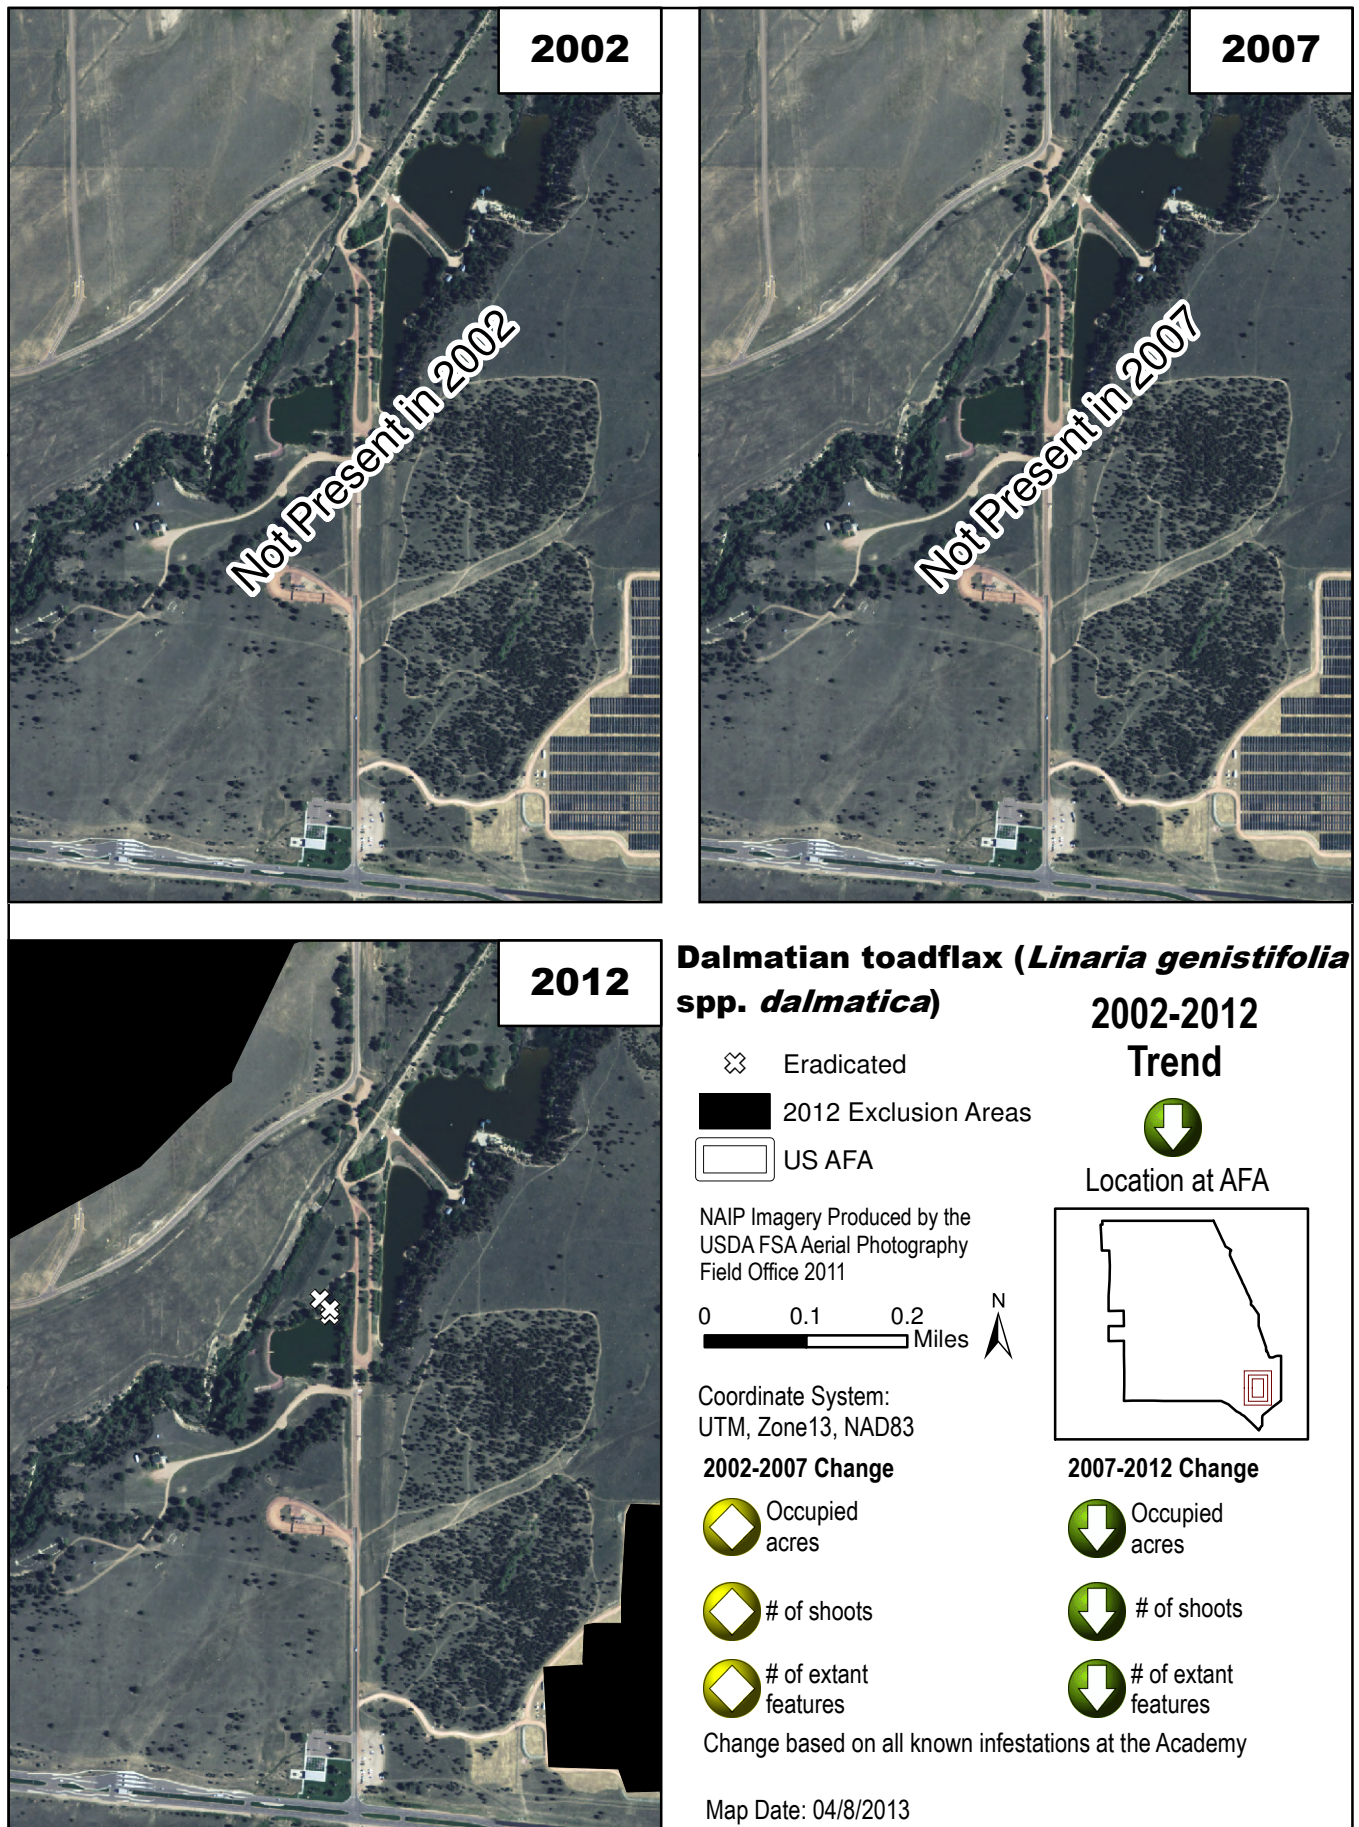 2002
Not Present in 2002
2007
Not Present in 2007
2012
Dalmatian toadflax (Linaria genistifolia
spp. dalmatica)
2002-2012
Trend
Eradicated
2012 Exclusion Areas
US AFA
Location at AFA
NAIP Imagery Produced by the
USDA FSA Aerial Photography
Field Office 2011
0 0.1 0.2
Miles
N
Coordinate System:
UTM, Zone13, NAD83
2002-2007 Change
Occupied
acres
# of shoots
# of extant
features
2007-2012 Change
Occupied
acres
# of shoots
# of extant
features
Change based on all known infestations at the Academy
Map Date: 04/8/2013